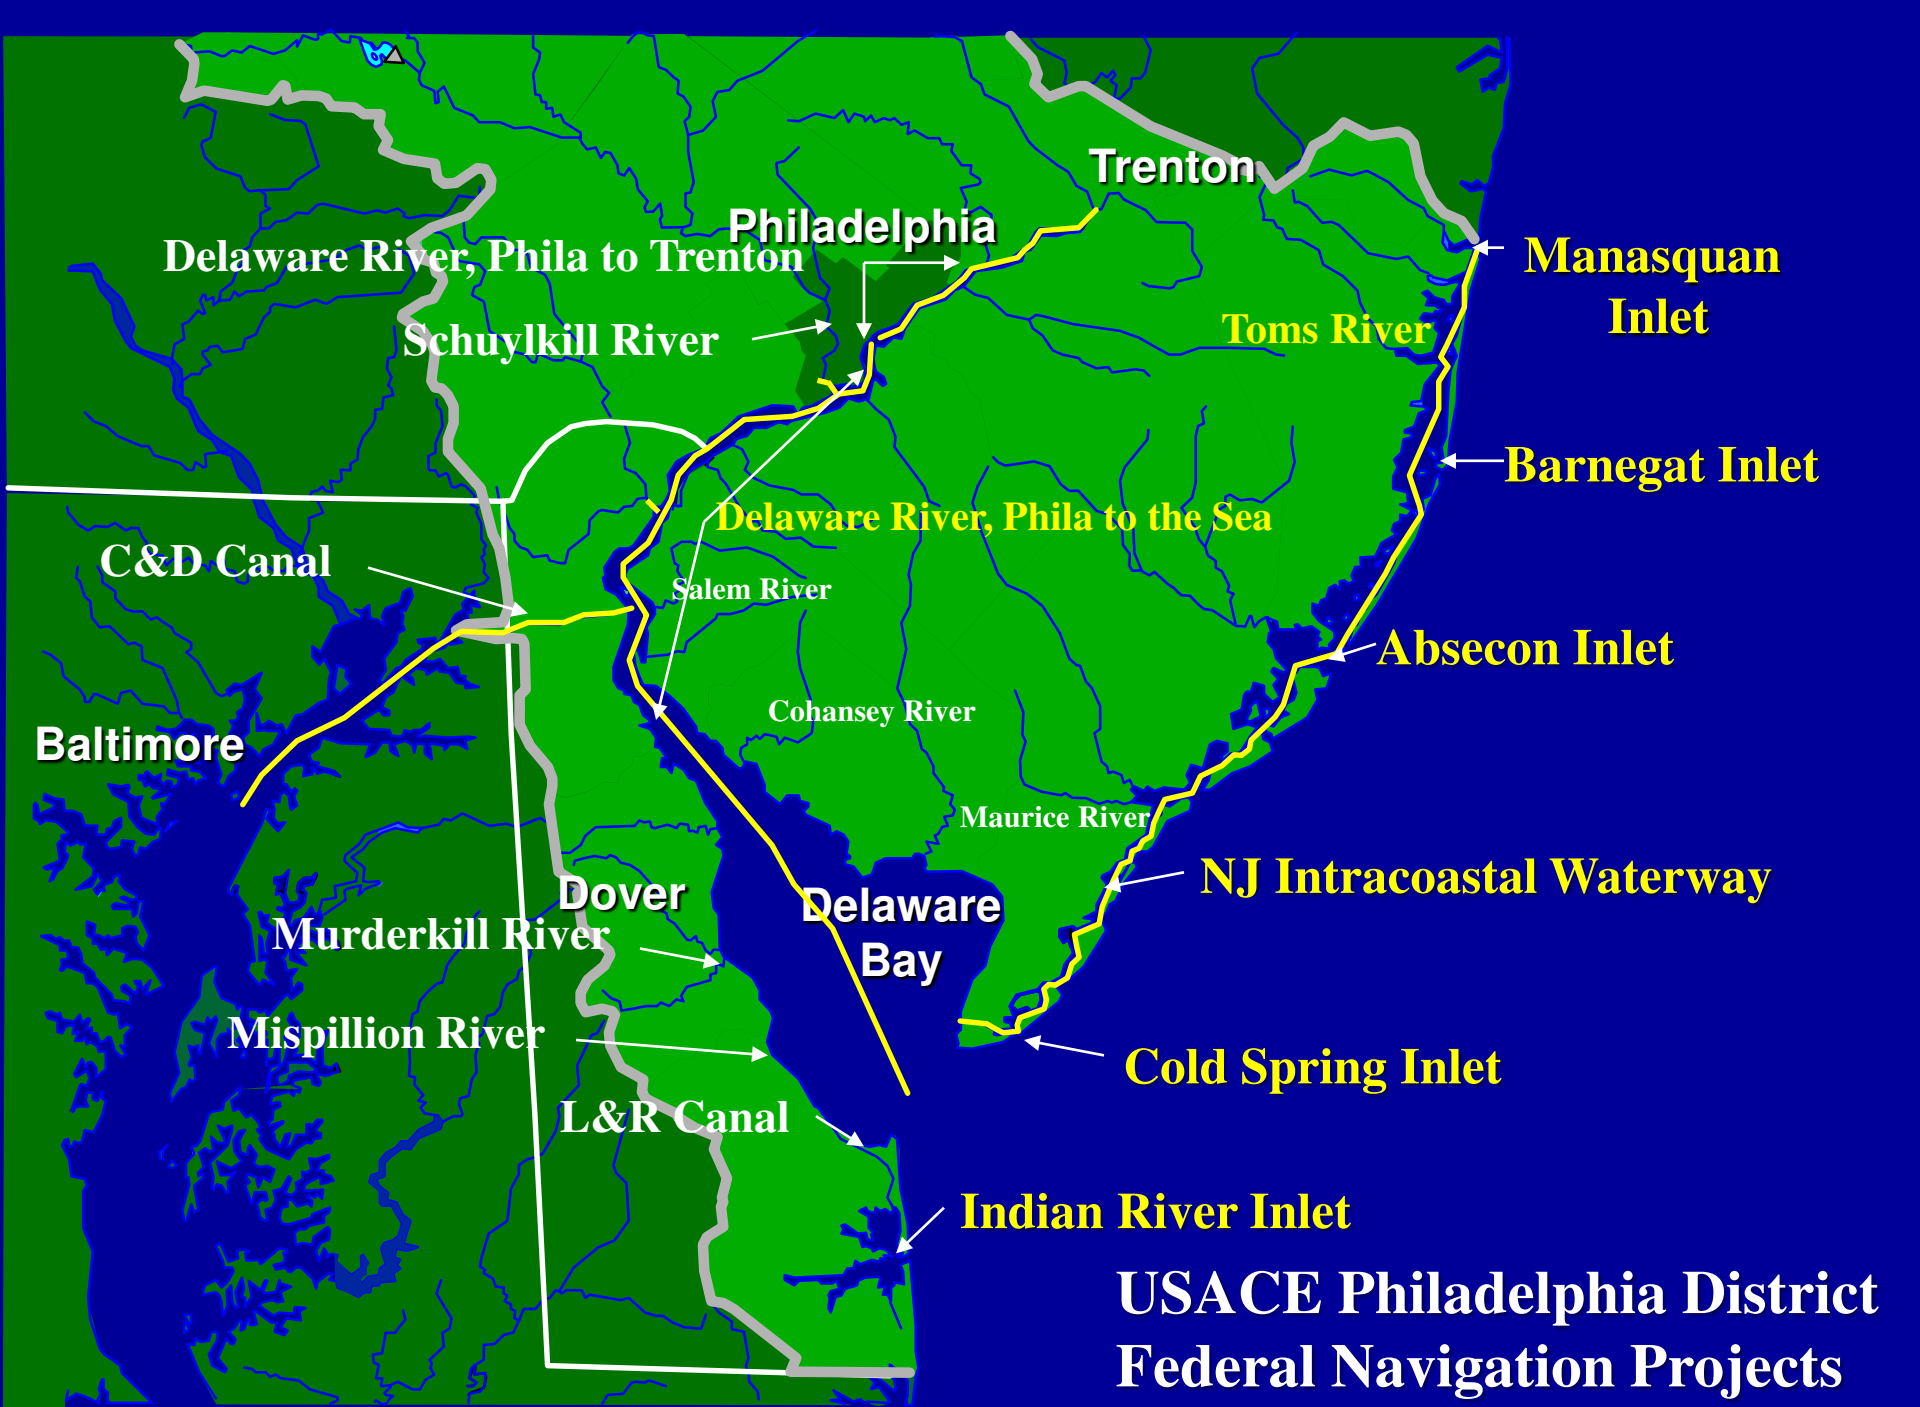 Trenton
Philadelphia
Delaware River, Phila to Trenton
Manasquan
Inlet
Schuylkill River
Toms River
Barnegat Inlet
Delaware River, Phila to the Sea
C&D Canal
Salem River
Absecon Inlet
Cohansey River
Baltimore
Maurice River
NJ Intracoastal Waterway
Dover
Delaware
Bay
Murderkill River
Mispillion River
Cold Spring Inlet
L&R Canal
Indian River Inlet
USACE Philadelphia District
Federal Navigation Projects